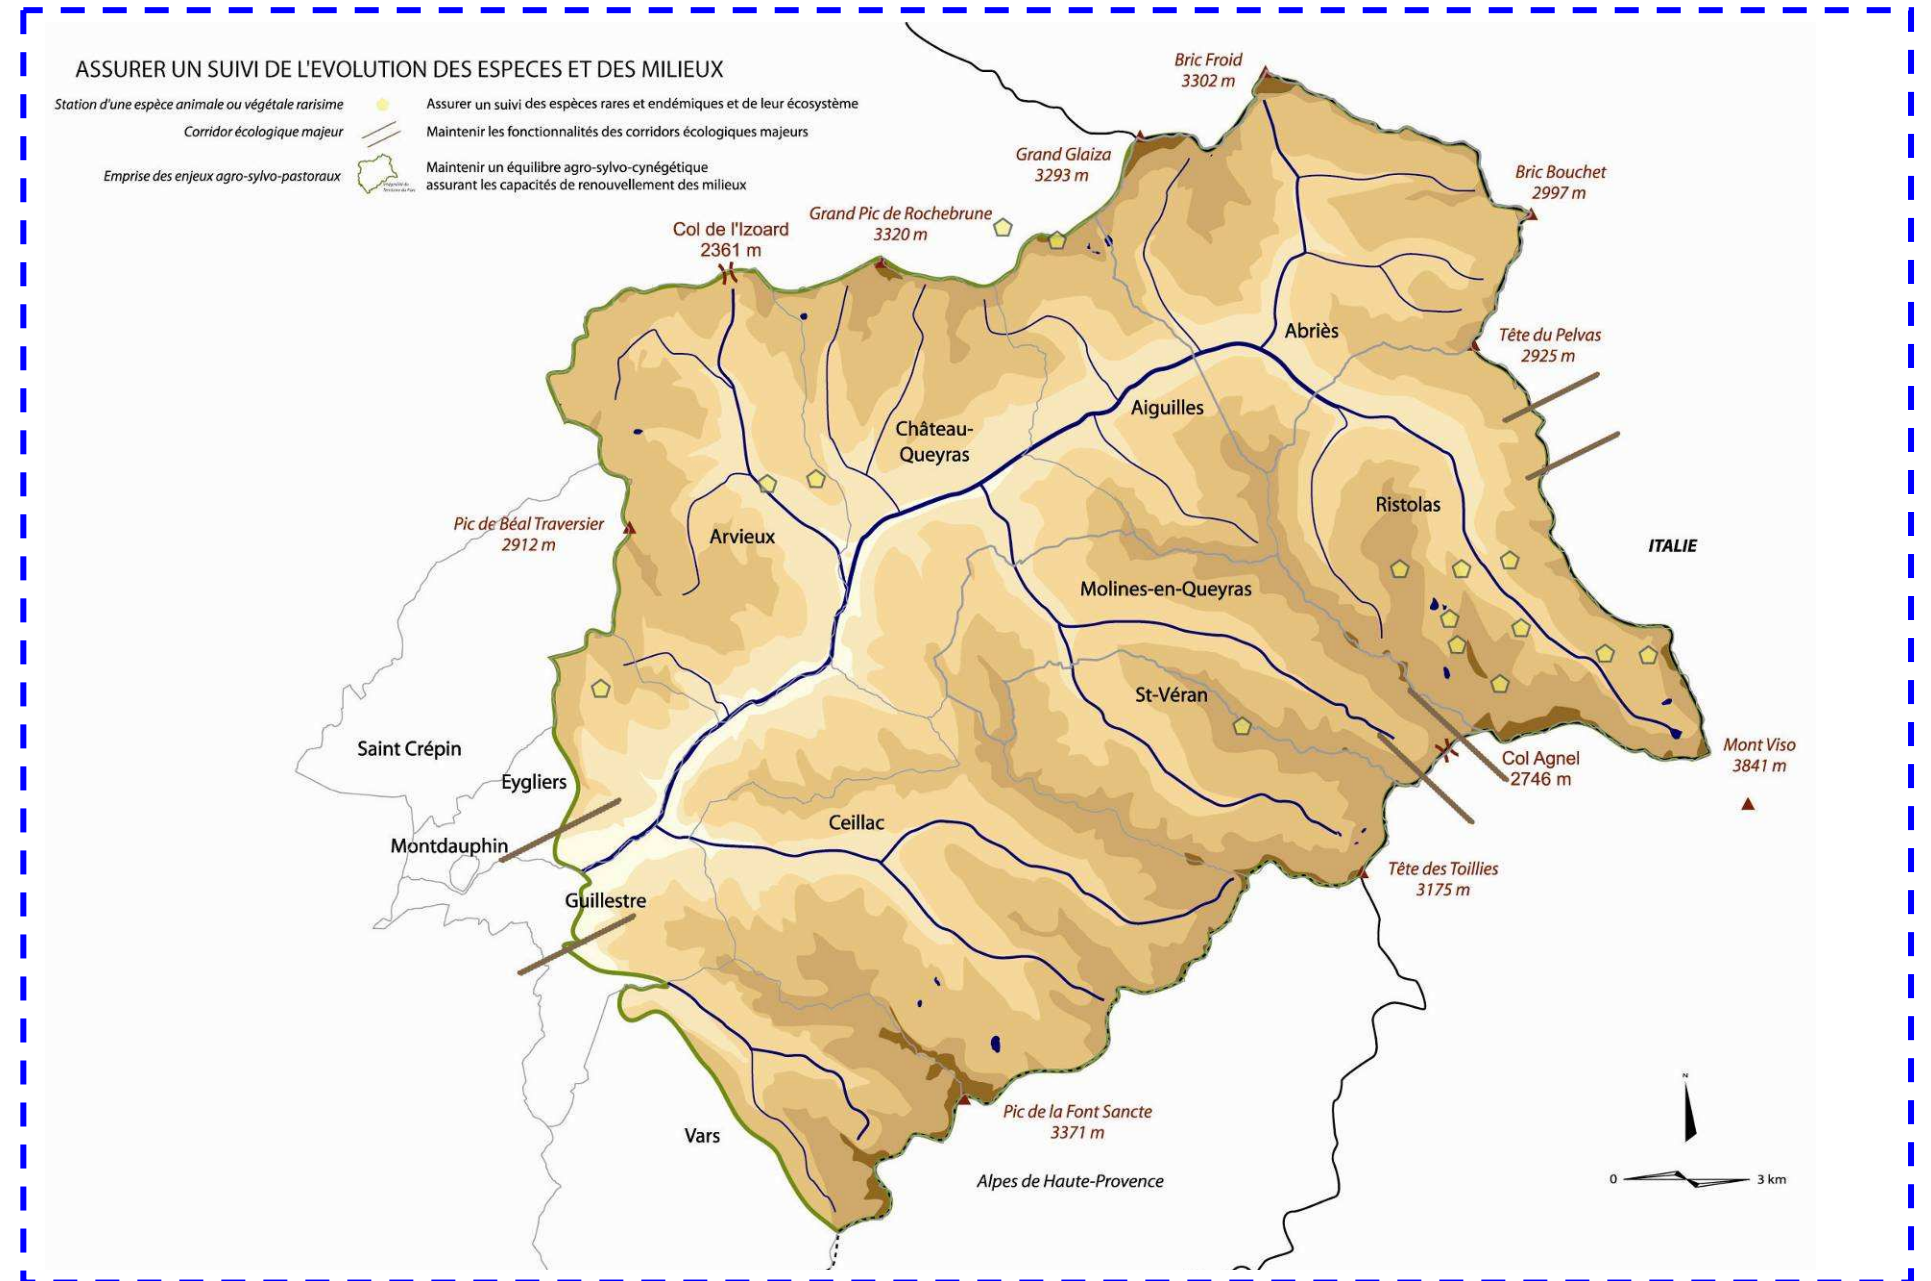 ASSURER UN SUIVI DE L'EVOLUTION DES ESPECES ET DES MILIEUX
Station d'une espèce animale ou végétale rarisime
Assurer un suivi des espèces rares et endémiques et de leur écosystème
Corridor écologique majeur
Maintenir les fonctionnalités des corridors écologiques majeurs
Emprise des enjeux agro-sylvo-pastoraux
Maintenir un équilibre agro-sylvo-cynégétique
assurant les capacités de renouvellement des milieux
Bric Froid
3302 m
Grand Glaiza
3293 m
Bric Bouchet
2997 m
Grand Pic de Rochebrune
3320 m
Col de l'Izoard
2361 m
Abriès
Tête du Pelvas
2925 m
Aiguilles
Château-
Queyras
Ristolas
Pic de Béal Traversier
2912 m
Arvieux
ITALIE
Molines-en-Queyras
St-Véran
Saint Crépin
Eygliers
Col Agnel
2746 m
Mont Viso
3841 m
Montdauphin
Ceillac
Tête des Toillies
3175 m
Guillestre
Pic de la Font Sancte
3371 m
Vars
Alpes de Haute-Provence
N
0
3 km